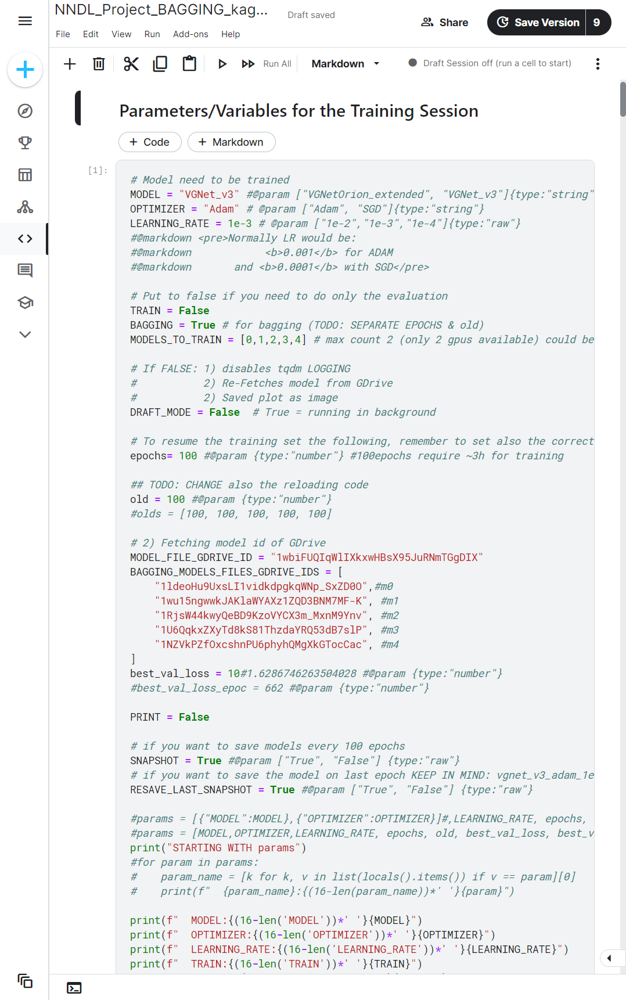 NNDL_Project_BAGGING_kag...
Draft saved
Share
Save Version
9
File Edit View Run Add-ons Help
Run All
Markdown
Draft Session off (run a cell to start)
Parameters/Variables for the Training Session
+ Code
+ Markdown
[1]:
# Model need to be trained
MODEL = "VGNet_v3" #@param ["VGNetOrion_extended", "VGNet_v3"]{type:"string"
OPTIMIZER = "Adam" # @param ["Adam", "SGD"]{type:"string"}
LEARNING_RATE = 1e-3 # @param ["1e-2","1e-3","1e-4"]{type:"raw"}
#@markdown <pre>Normally LR would be:
#@markdown            <b>0.001</b> for ADAM
#@markdown       and <b>0.0001</b> with SGD</pre>
# Put to false if you need to do only the evaluation
TRAIN = False
BAGGING = True # for bagging (TODO: SEPARATE EPOCHS & old)
MODELS_TO_TRAIN = [0,1,2,3,4] # max count 2 (only 2 gpus available) could be
# If FALSE: 1) disables tqdm LOGGING
#           2) Re-Fetches model from GDrive
#           2) Saved plot as image
DRAFT_MODE = False  # True = running in background
# To resume the training set the following, remember to set also the correct
epochs= 100 #@param {type:"number"} #100epochs require ~3h for training
## TODO: CHANGE also the reloading code
old = 100 #@param {type:"number"}
#olds = [100, 100, 100, 100, 100]
# 2) Fetching model id of GDrive
MODEL_FILE_GDRIVE_ID = "1wbiFUQIqWlIXkxwHBsX95JuRNmTGgDIX"
BAGGING_MODELS_FILES_GDRIVE_IDS = [
    "1ldeoHu9UxsLI1vidkdpgkqWNp_SxZD0O",#m0
    "1wu15ngwwkJAKlaWYAXz1ZQD3BNM7MF-K", #m1
    "1RjsW44kwyQeBD9KzoVYCX3m_MxnM9Ynv", #m2
    "1U6QqkxZXyTd8kS81ThzdaYRQ53dB7slP", #m3
    "1NZVkPZfOxcshnPU6phyhQMgXkGTocCac", #m4
]
best_val_loss = 10#1.6286746263504028 #@param {type:"number"}
#best_val_loss_epoc = 662 #@param {type:"number"}
PRINT = False
# if you want to save models every 100 epochs
SNAPSHOT = True #@param ["True", "False"] {type:"raw"}
# if you want to save the model on last epoch KEEP IN MIND: vgnet_v3_adam_1e
RESAVE_LAST_SNAPSHOT = True #@param ["True", "False"] {type:"raw"}
#params = [{"MODEL":MODEL},{"OPTIMIZER":OPTIMIZER}]#,LEARNING_RATE, epochs,
#params = [MODEL,OPTIMIZER,LEARNING_RATE, epochs, old, best_val_loss, best_v
print("STARTING WITH params")
#for param in params:
#    param_name = [k for k, v in list(locals().items()) if v == param][0]
#    print(f"  {param_name}:{(16-len(param_name))*' '}{param}")
print(f"  MODEL:{(16-len('MODEL'))*' '}{MODEL}")
print(f"  OPTIMIZER:{(16-len('OPTIMIZER'))*' '}{OPTIMIZER}")
print(f"  LEARNING_RATE:{(16-len('LEARNING_RATE'))*' '}{LEARNING_RATE}")
print(f"  TRAIN:{(16-len('TRAIN'))*' '}{TRAIN}")